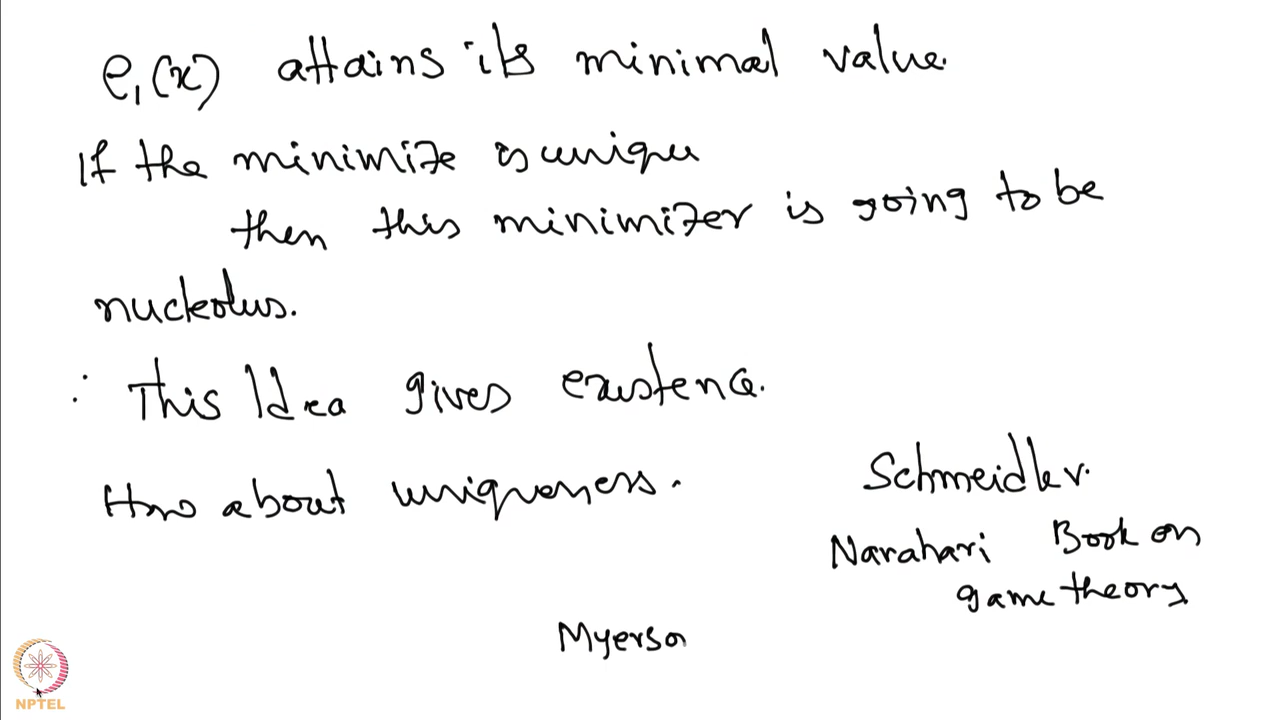 e₁(x) attains its minimal value.
If the minimize is unique
then this minimizer is going to be
nucleolus.
∴ This Idea gives existence.
How about uniqueness.
Schmeidler.
Narahari Book on
game theory
Myerso
NPTEL